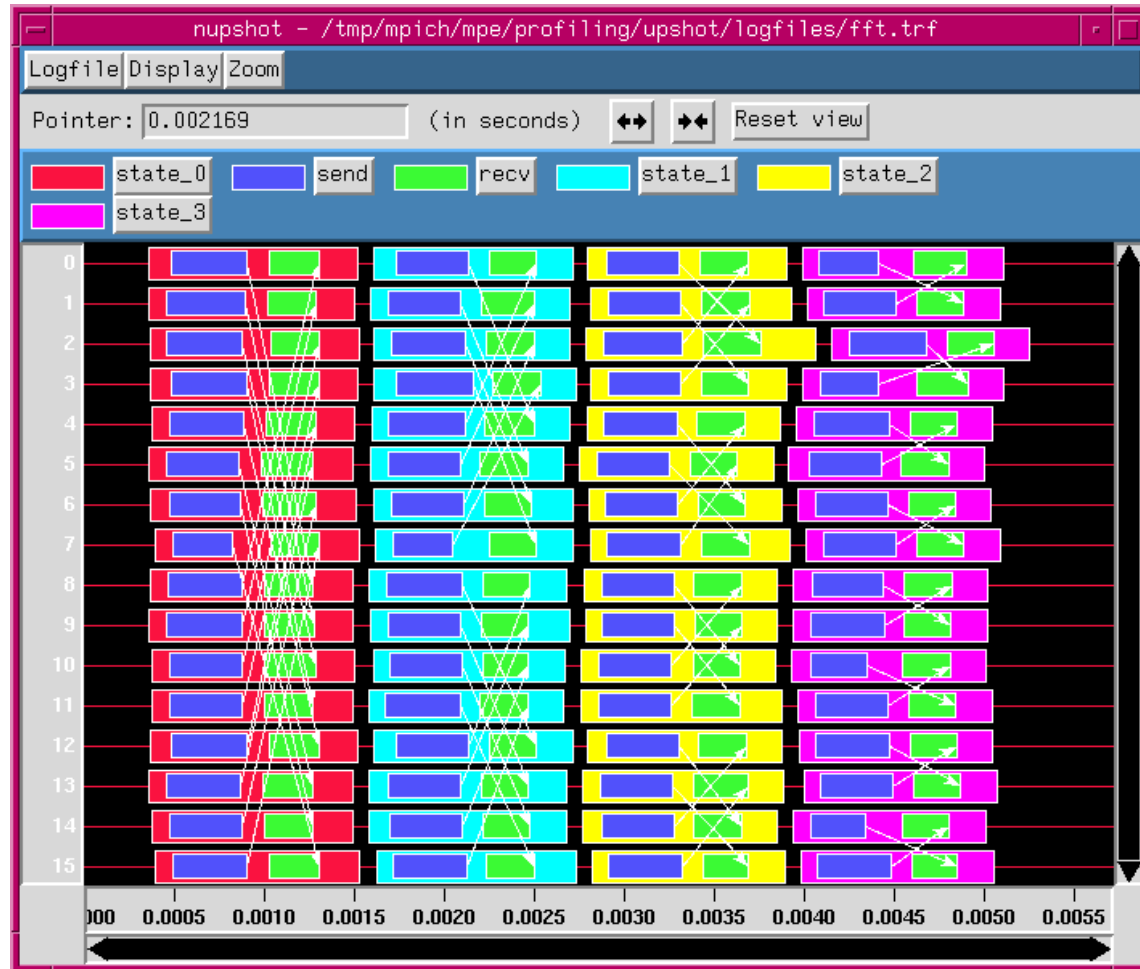 nupshot - /tmp/mpich/mpe/profiling/upshot/logfiles/fft.trf
Logfile Display Zoom
Pointer: 0.002169 (in seconds) Reset view
state_0 send recv state_1 state_2
state_3
0
1
2
3
4
5
6
7
8
9
10
11
12
13
14
15
000 0.0005 0.0010 0.0015 0.0020 0.0025 0.0030 0.0035 0.0040 0.0045 0.0050 0.0055